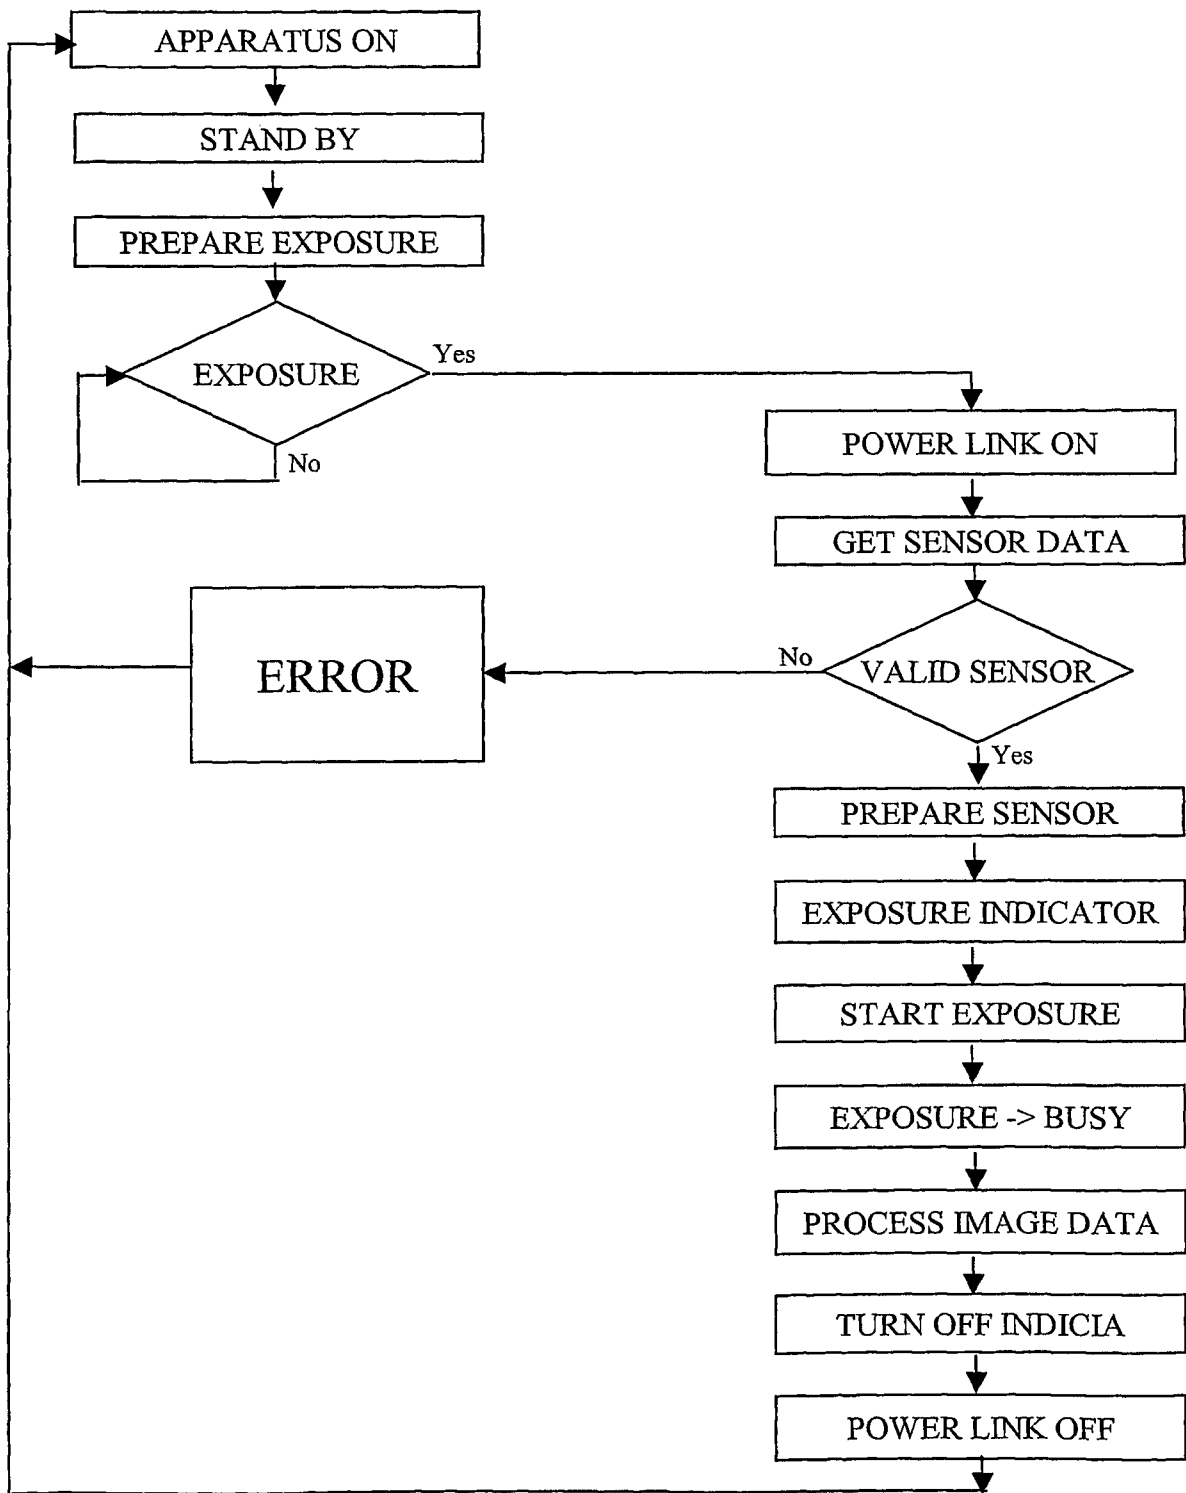 APPARATUS ON
STAND BY
PREPARE EXPOSURE
EXPOSURE
Yes
No
POWER LINK ON
GET SENSOR DATA
VALID SENSOR
No
ERROR
Yes
PREPARE SENSOR
EXPOSURE INDICATOR
START EXPOSURE
EXPOSURE -> BUSY
PROCESS IMAGE DATA
TURN OFF INDICIA
POWER LINK OFF